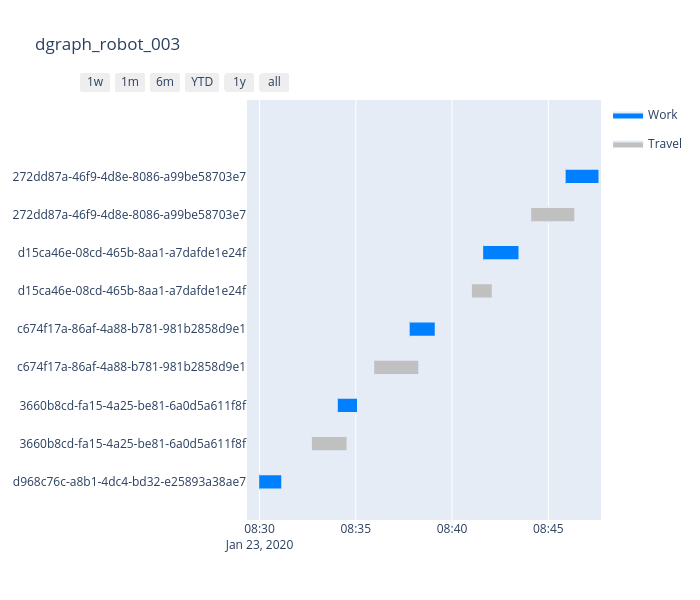 dgraph_robot_003
1w 1m 6m YTD 1y all
Work
Travel
272dd87a-46f9-4d8e-8086-a99be58703e7
272dd87a-46f9-4d8e-8086-a99be58703e7
d15ca46e-08cd-465b-8aa1-a7dafde1e24f
d15ca46e-08cd-465b-8aa1-a7dafde1e24f
c674f17a-86af-4a88-b781-981b2858d9e1
c674f17a-86af-4a88-b781-981b2858d9e1
3660b8cd-fa15-4a25-be81-6a0d5a611f8f
3660b8cd-fa15-4a25-be81-6a0d5a611f8f
d968c76c-a8b1-4dc4-bd32-e25893a38ae7
08:30 08:35 08:40 08:45
Jan 23, 2020